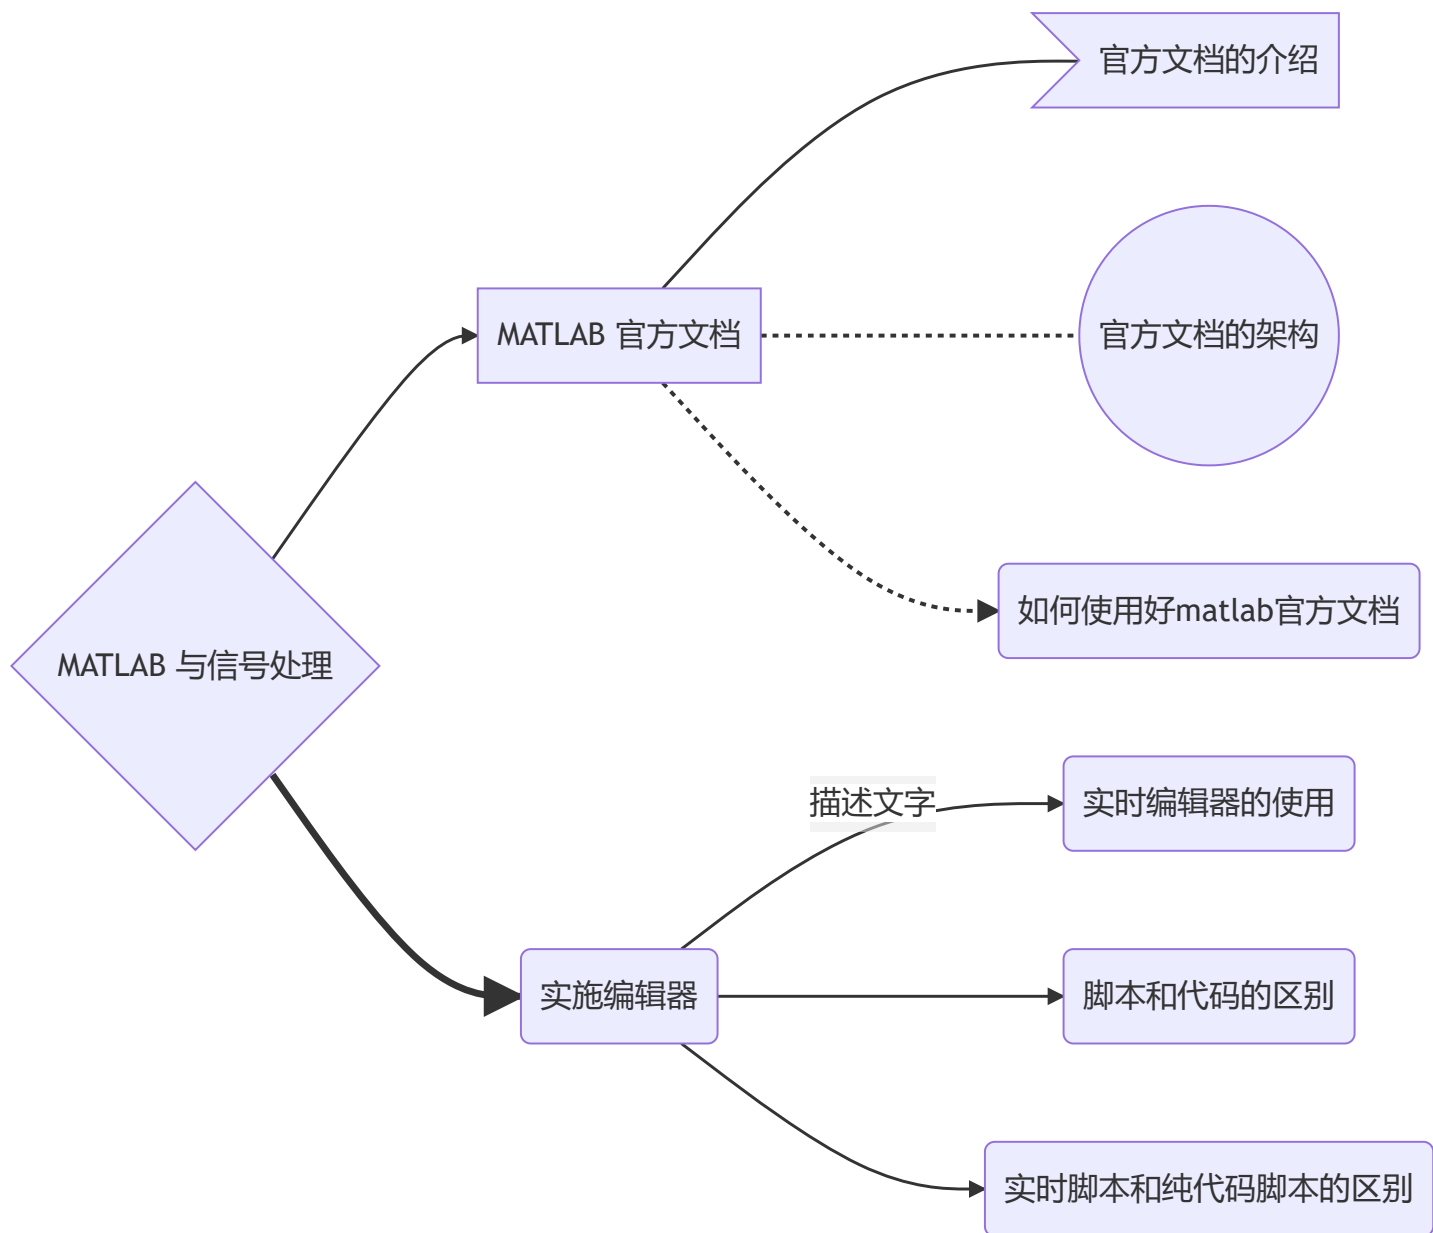 官方文档的介绍
MATLAB 官方文档
官方文档的架构
如何使用好matlab官方文档
MATLAB 与信号处理
描述文字
实时编辑器的使用
实施编辑器
脚本和代码的区别
实时脚本和纯代码脚本的区别